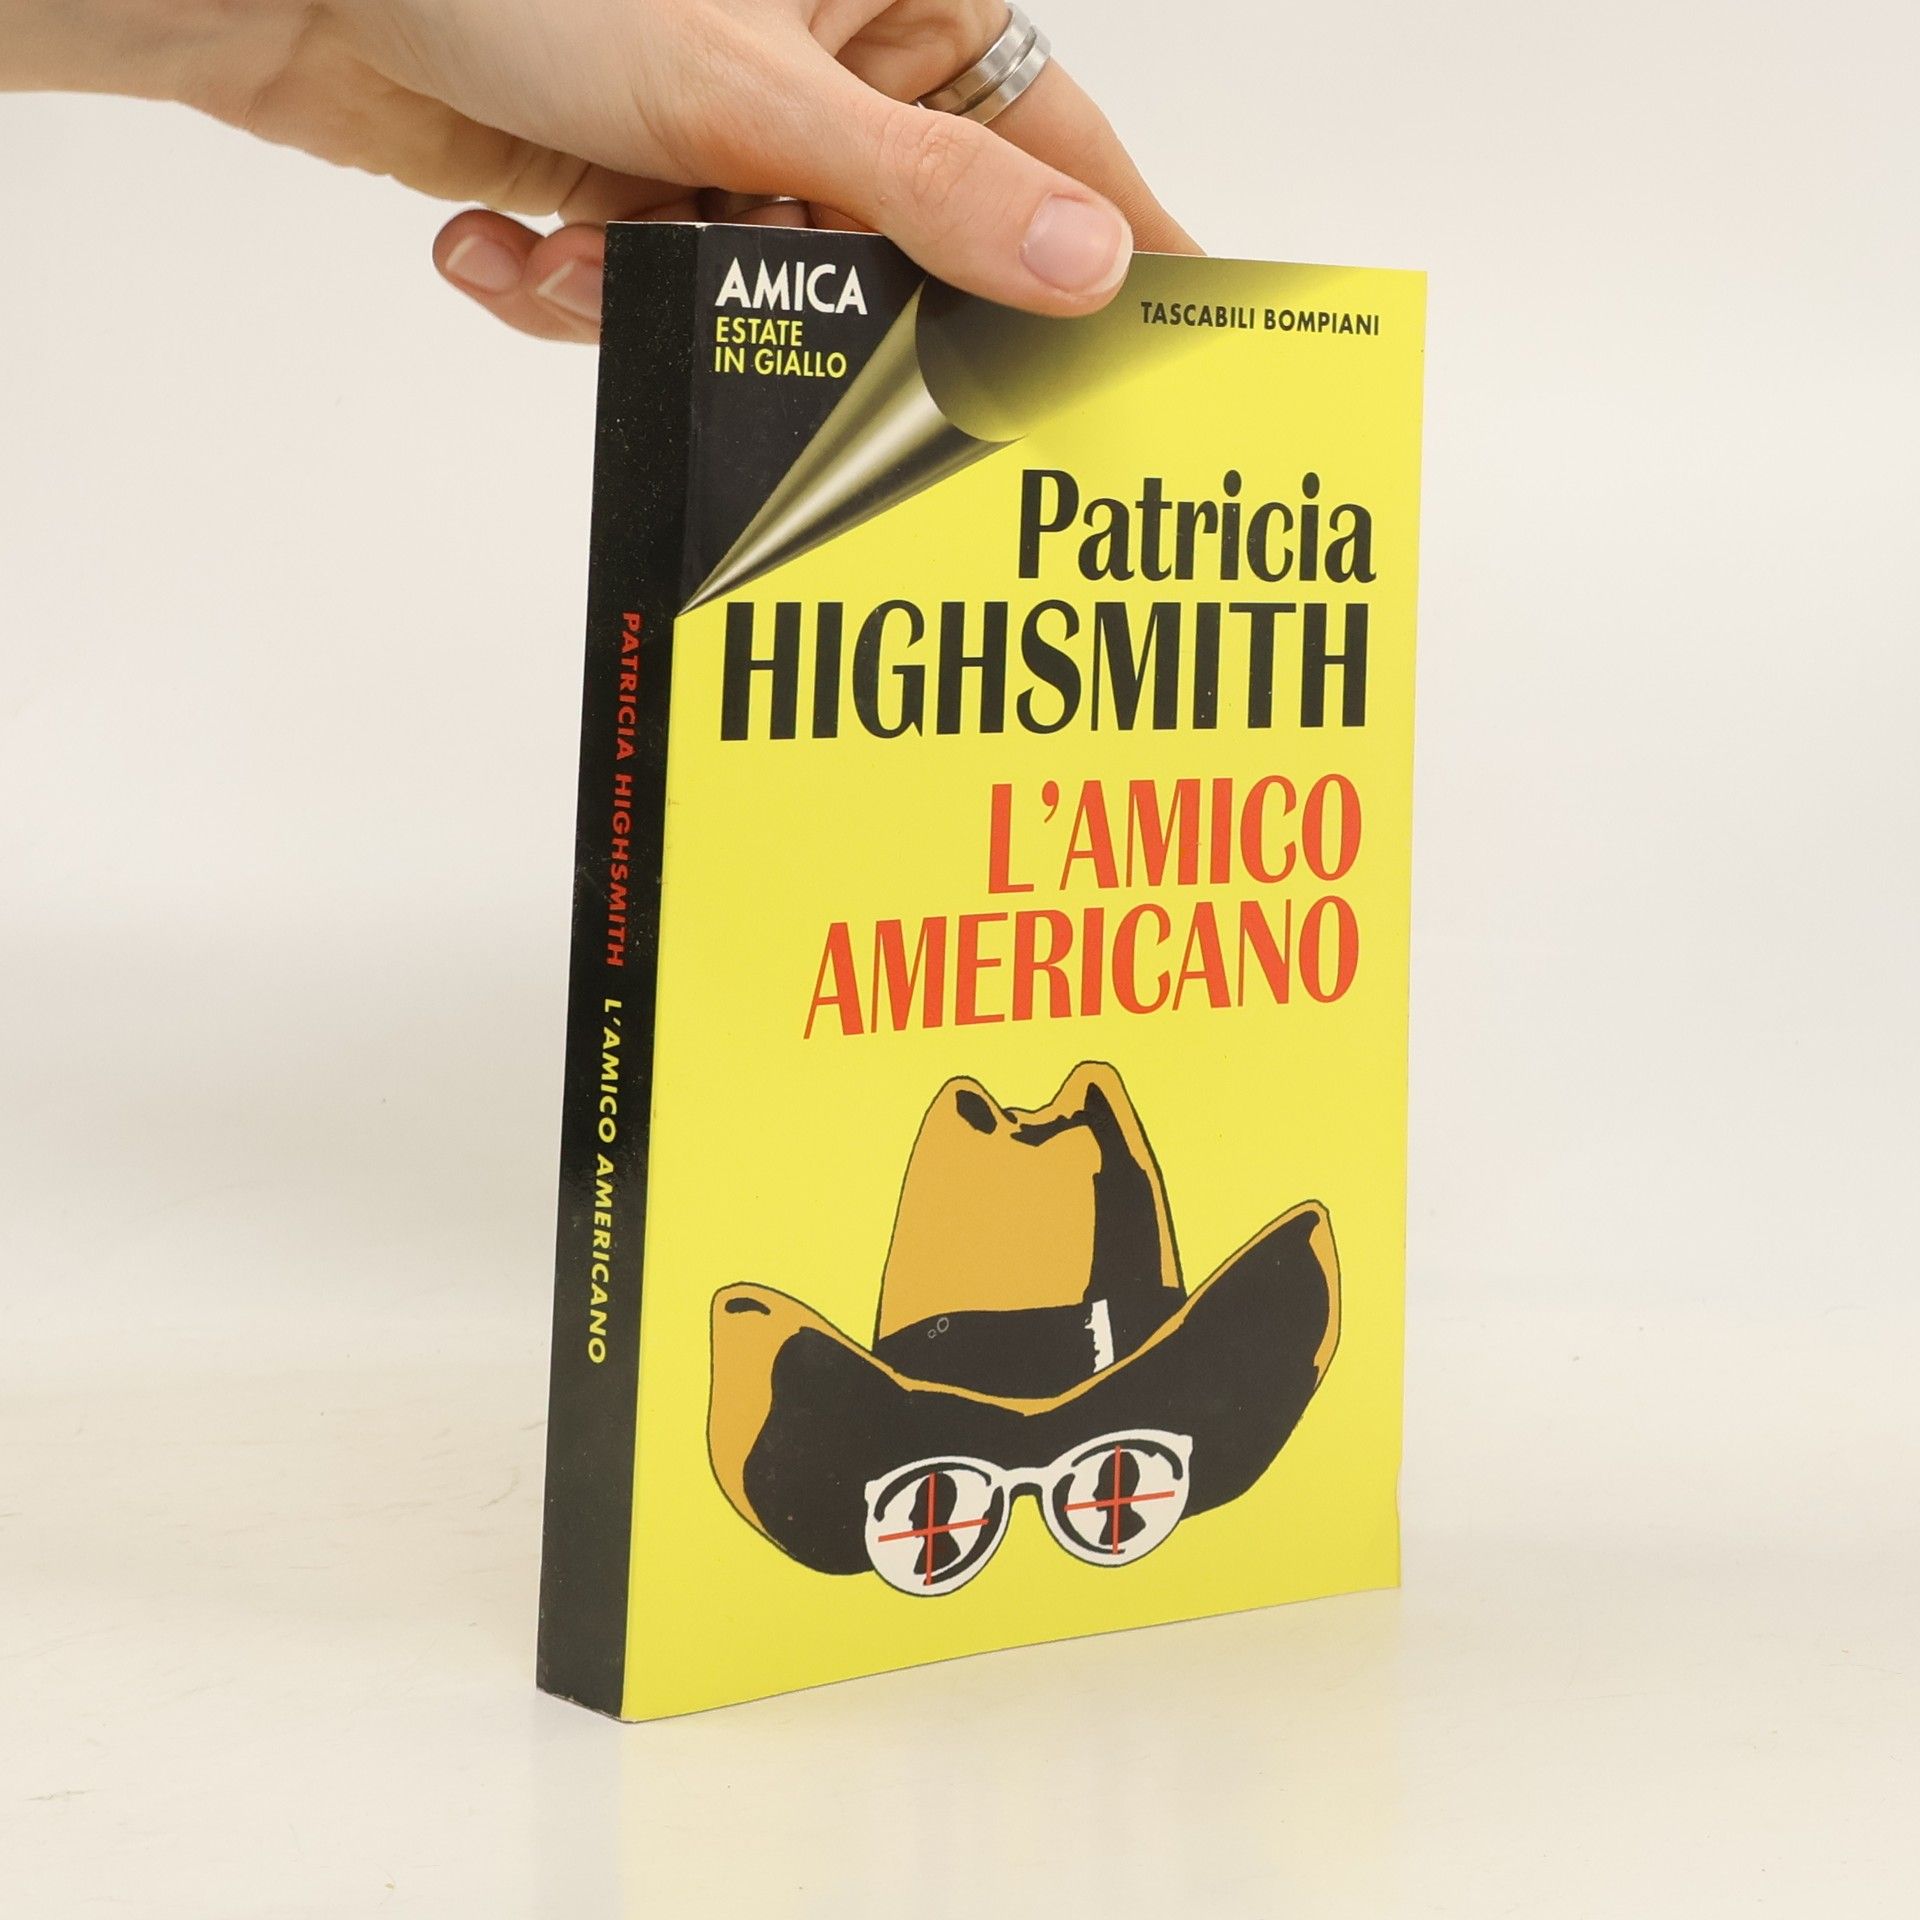 AMICA
ESTATE
IN GIALLO
TASCABILI BOMPIANI
Patricia
HIGHSMITH
L'AMICO
AMERICANO
PATRICIA HIGHSMITH L'AMICO AMERICANO